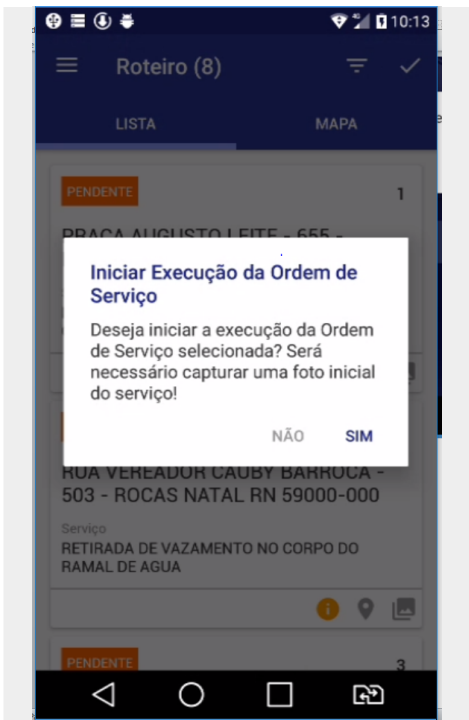 10:13
Roteiro (8)
LISTA
MAPA
PENDENTE
1
PRAÇA AUGUSTO LEITE - 655 -
Iniciar Execução da Ordem de
Serviço
Deseja iniciar a execução da Ordem
de Serviço selecionada? Será
necessário capturar uma foto inicial
do serviço!
NÃO
SIM
RUA VEREADOR CAUBY BARROCA -
503 - ROCAS NATAL RN 59000-000
Serviço
RETIRADA DE VAZAMENTO NO CORPO DO
RAMAL DE AGUA
PENDENTE
3